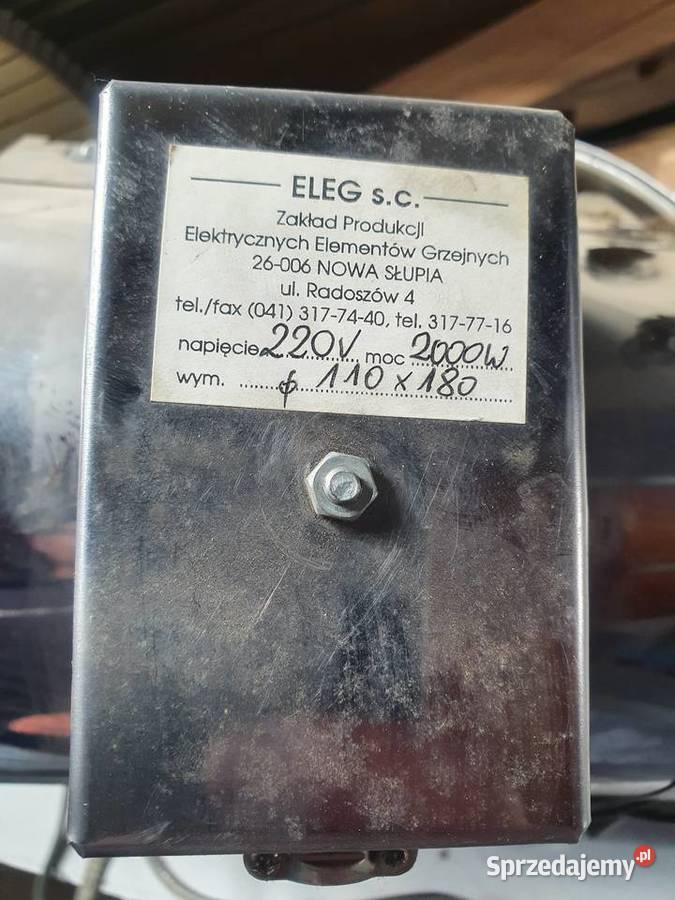 ELEG s.c.
Zakład Produkcji
Elektrycznych Elementów Grzejnych
26-006 NOWA SŁUPIA
ul. Radoszów 4
tel./fax (041) 317-74-40, tel. 317-77-16
napięcie 220V moc 2000W
wym. ϕ 110 x 180
Sprzedajemy.pl